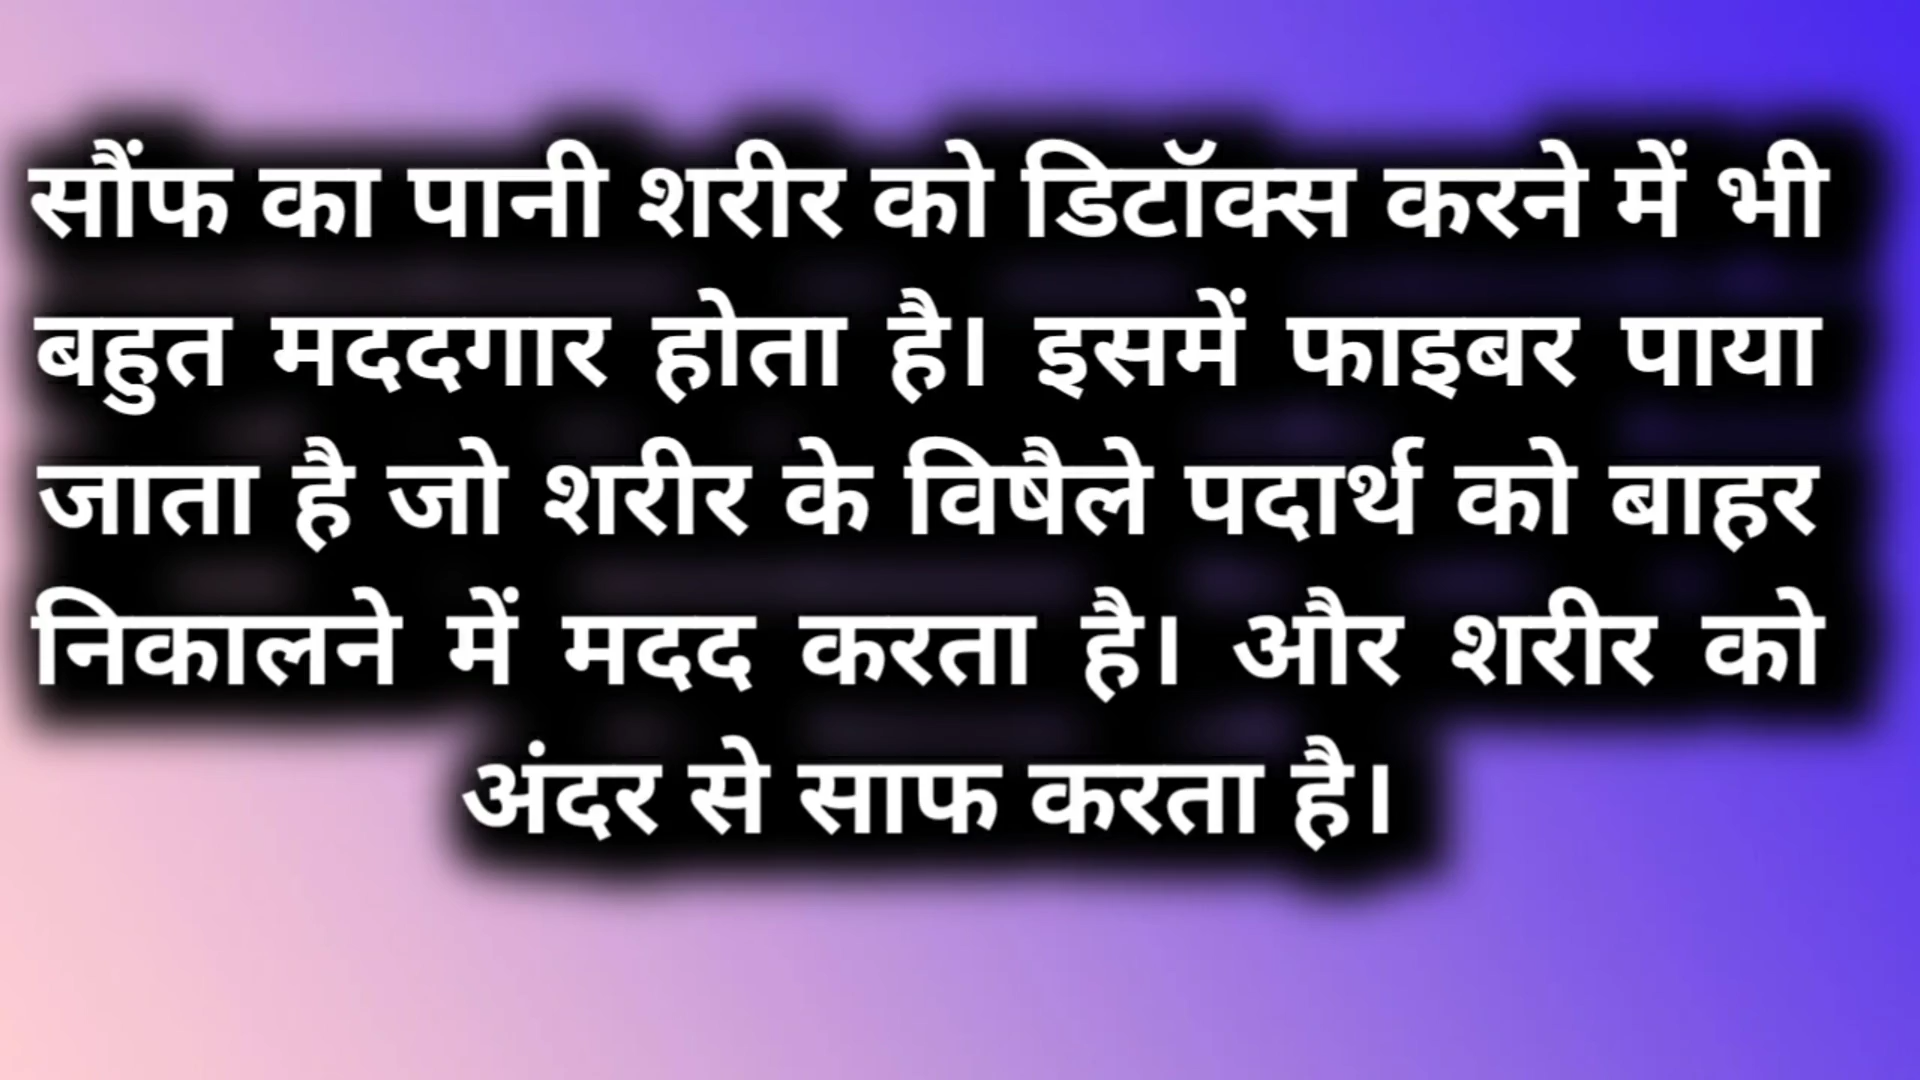 सौंफ का पानी शरीर को डिटॉक्स करने में भी
बहुत मददगार होता है। इसमें फाइबर पाया
जाता है जो शरीर के विषैले पदार्थ को बाहर
निकालने में मदद करता है। और शरीर को
अंदर से साफ करता है।